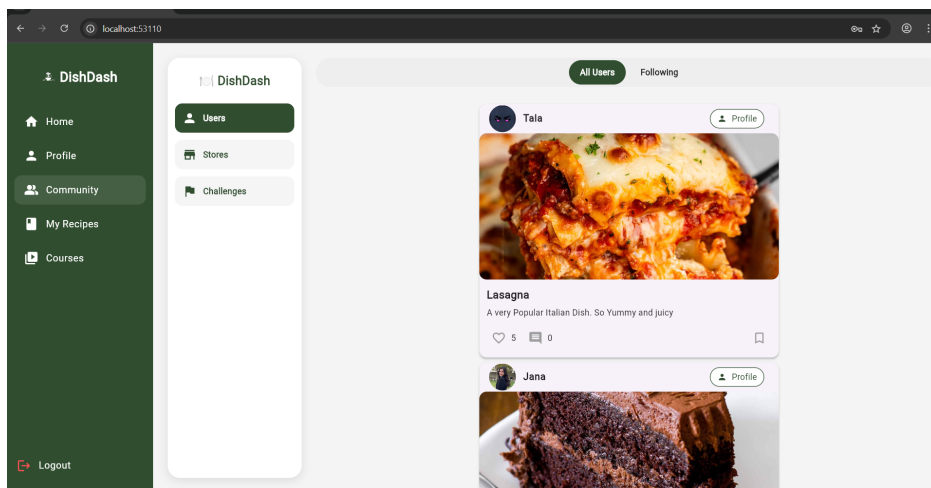 localhost:53110
DishDash
Home
Profile
Community
My Recipes
Courses
Logout
DishDash
Users
Stores
Challenges
All Users Following
Tala Profile
Lasagna
A very Popular Italian Dish. So Yummy and juicy
5 0
Jana Profile